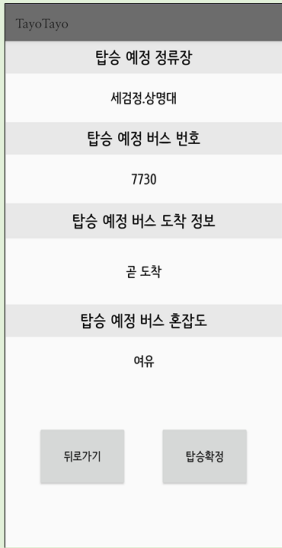 TayoTayo
탑승 예정 정류장
세검정.상명대
탑승 예정 버스 번호
7730
탑승 예정 버스 도착 정보
곧 도착
탑승 예정 버스 혼잡도
여유
뒤로가기
탑승확정